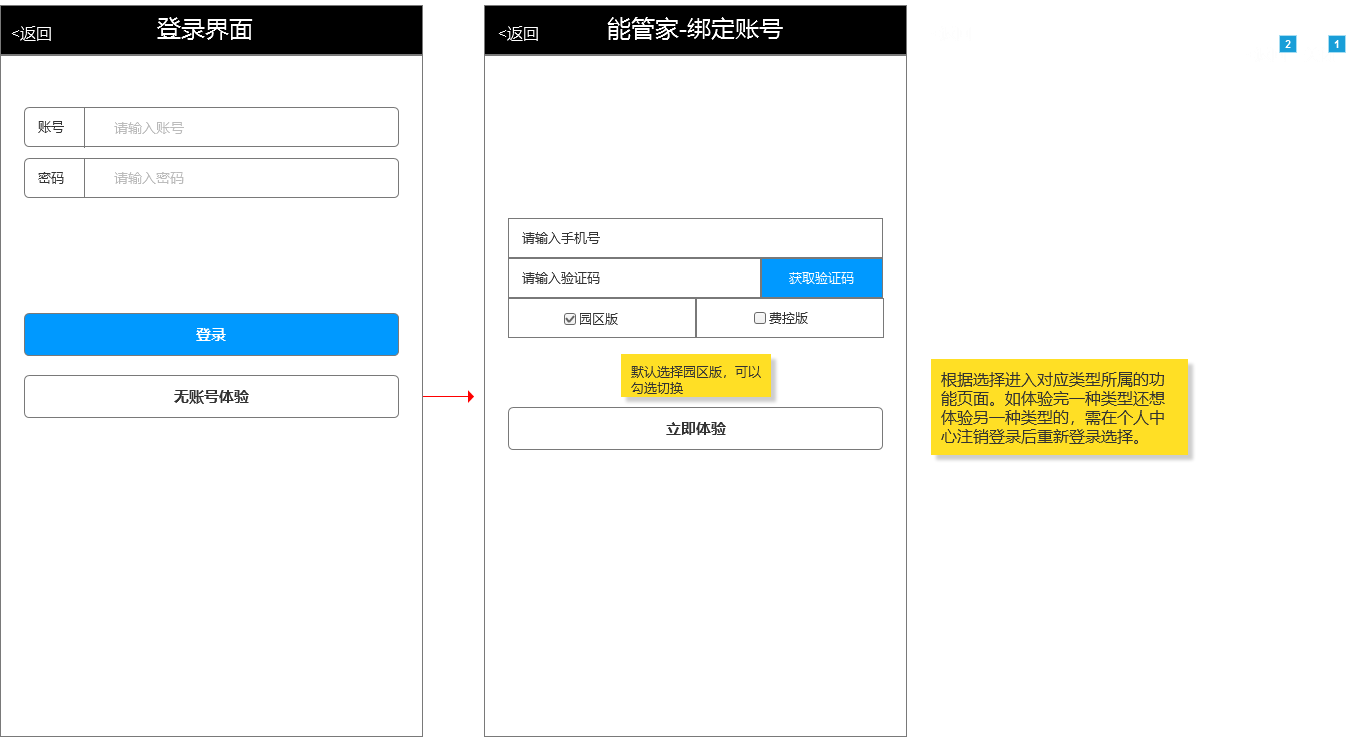 <返回
登录界面
账号
请输入账号
密码
请输入密码
登录
无账号体验
<返回
能管家-绑定账号
请输入手机号
请输入验证码
获取验证码
园区版
费控版
默认选择园区版，可以
勾选切换
立即体验
2
1
根据选择进入对应类型所属的功
能页面。如体验完一种类型还想
体验另一种类型的，需在个人中
心注销登录后重新登录选择。